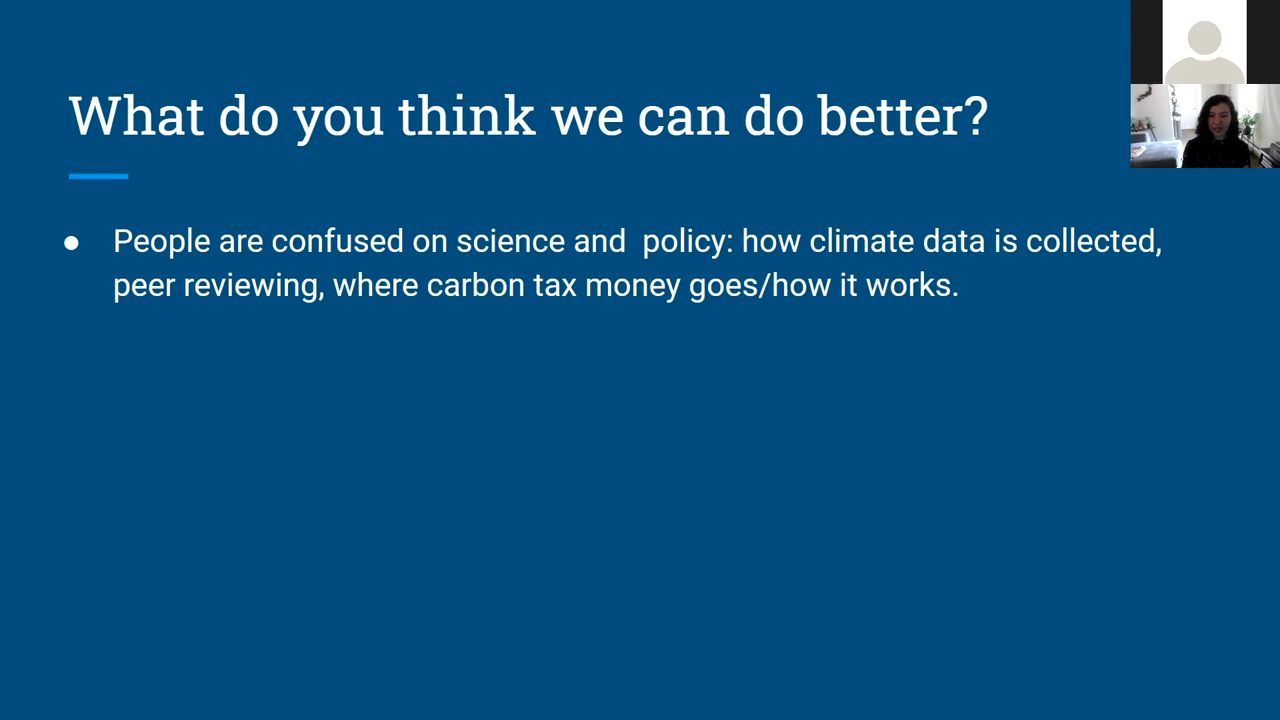 What do you think we can do better?
● People are confused on science and  policy: how climate data is collected,
peer reviewing, where carbon tax money goes/how it works.